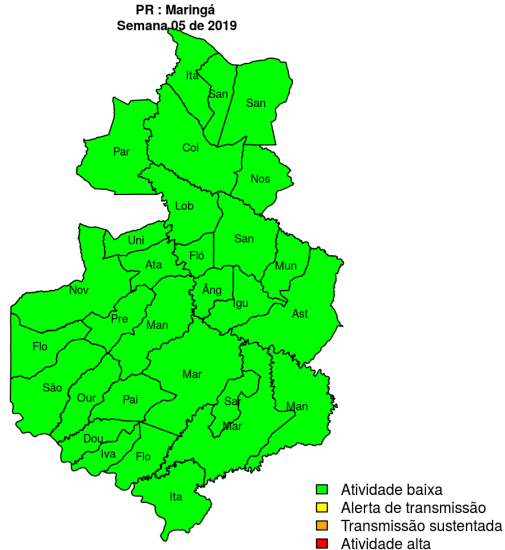 PR : Maringá
Semana 05 de 2019
Ita
San
San
Par
Col
Nos
Lob
Uni
San
Fló
Ata
Mun
Nov
Âng
Igu
Ast
Pre
Man
Flo
Mar
São
Our
Pai
Sar
Man
Mar
Dou
Iva
Flo
Ita
Atividade baixa
Alerta de transmissão
Transmissão sustentada
Atividade alta